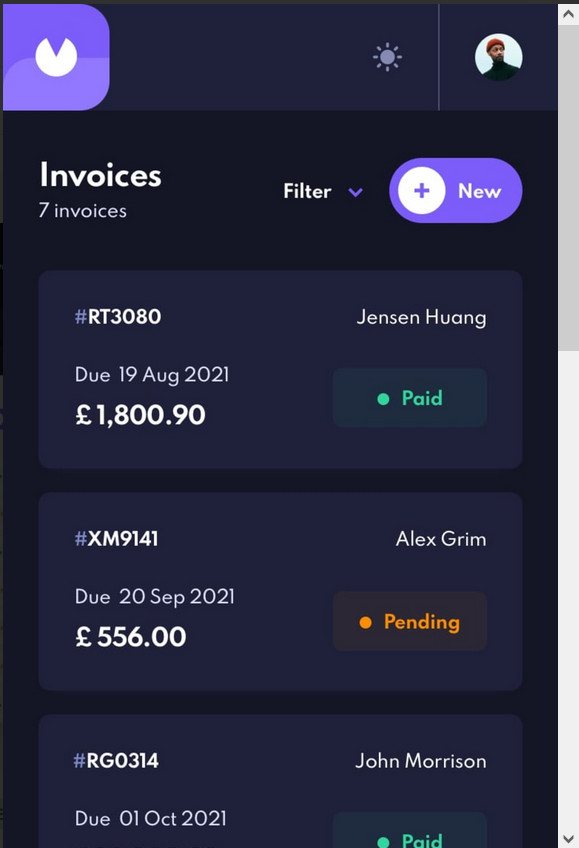 Invoices
7 invoices
Filter
New
#RT3080
Jensen Huang
Due 19 Aug 2021
£ 1,800.90
Paid
#XM9141
Alex Grim
Due 20 Sep 2021
£ 556.00
Pending
#RG0314
John Morrison
Due 01 Oct 2021
Paid